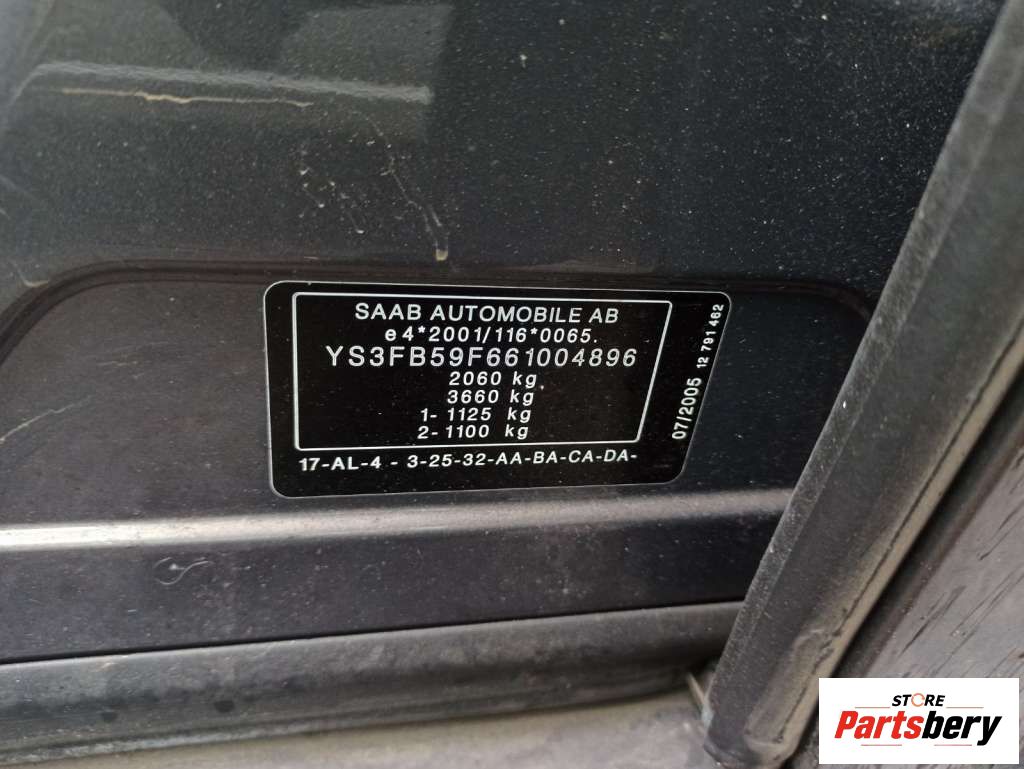 SAAB AUTOMOBILE AB
e4*2001/116*0065.
YS3FB59F661004896
2060 kg
3660 kg
1- 1125 kg
2- 1100 kg
17-AL-4 - 3-25-32-AA-BA-CA-DA-
07/2005 12 791 462
STORE
Partsbery